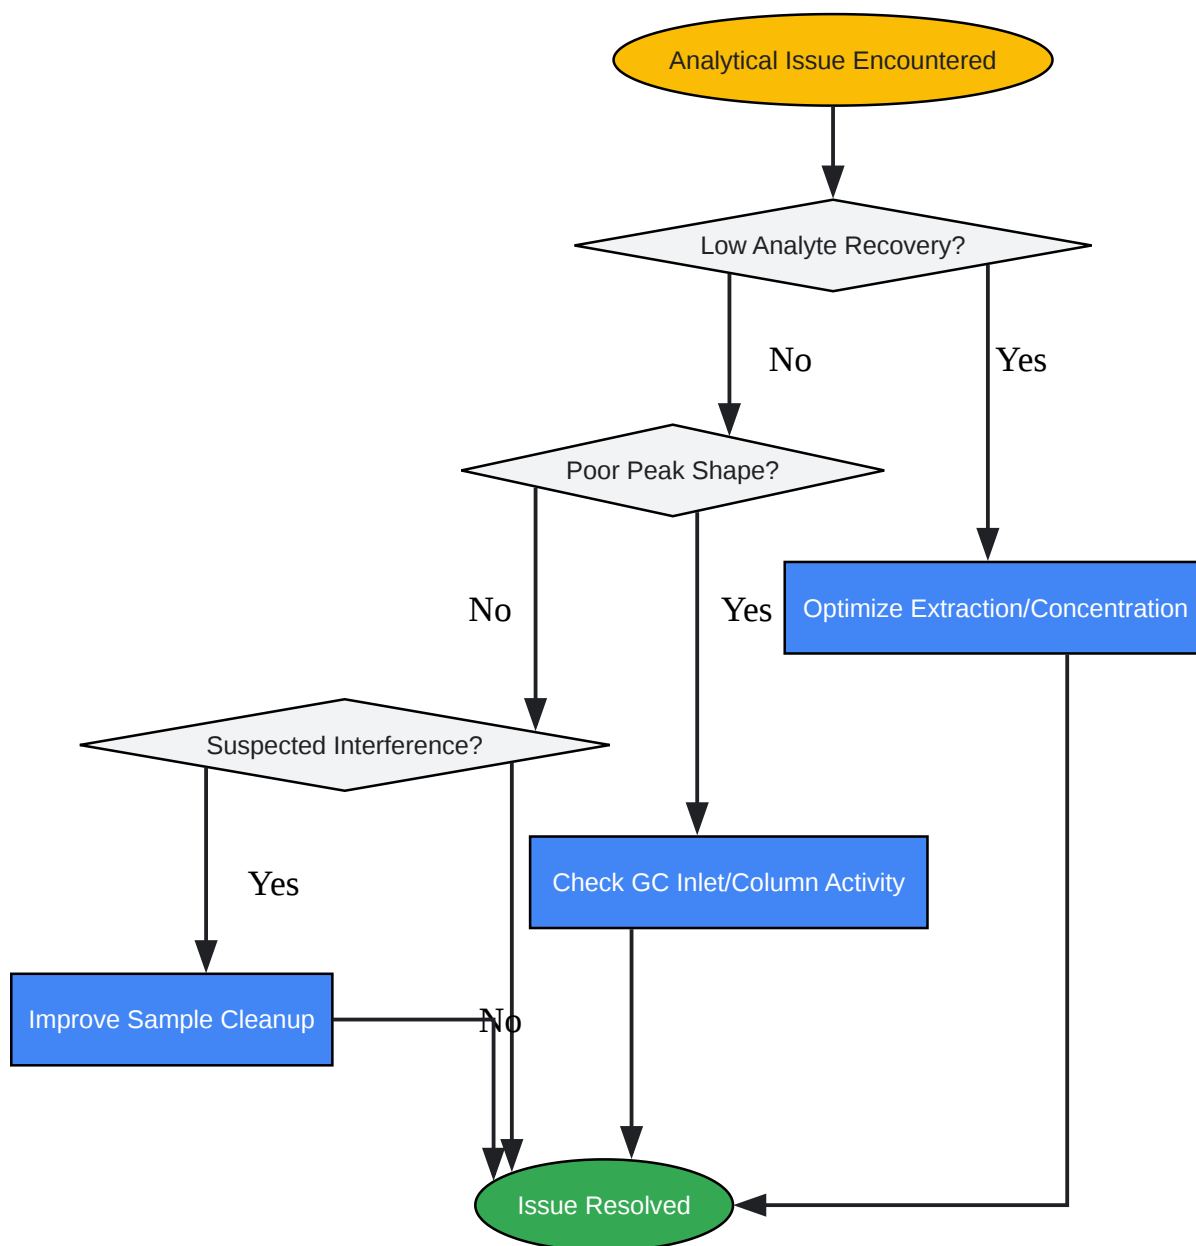 Analytical Issue Encountered
Low Analyte Recovery?
No
Yes
Poor Peak Shape?
No
Yes
Optimize Extraction/Concentration
Suspected Interference?
Yes
Check GC Inlet/Column Activity
Improve Sample Cleanup
No
Issue Resolved